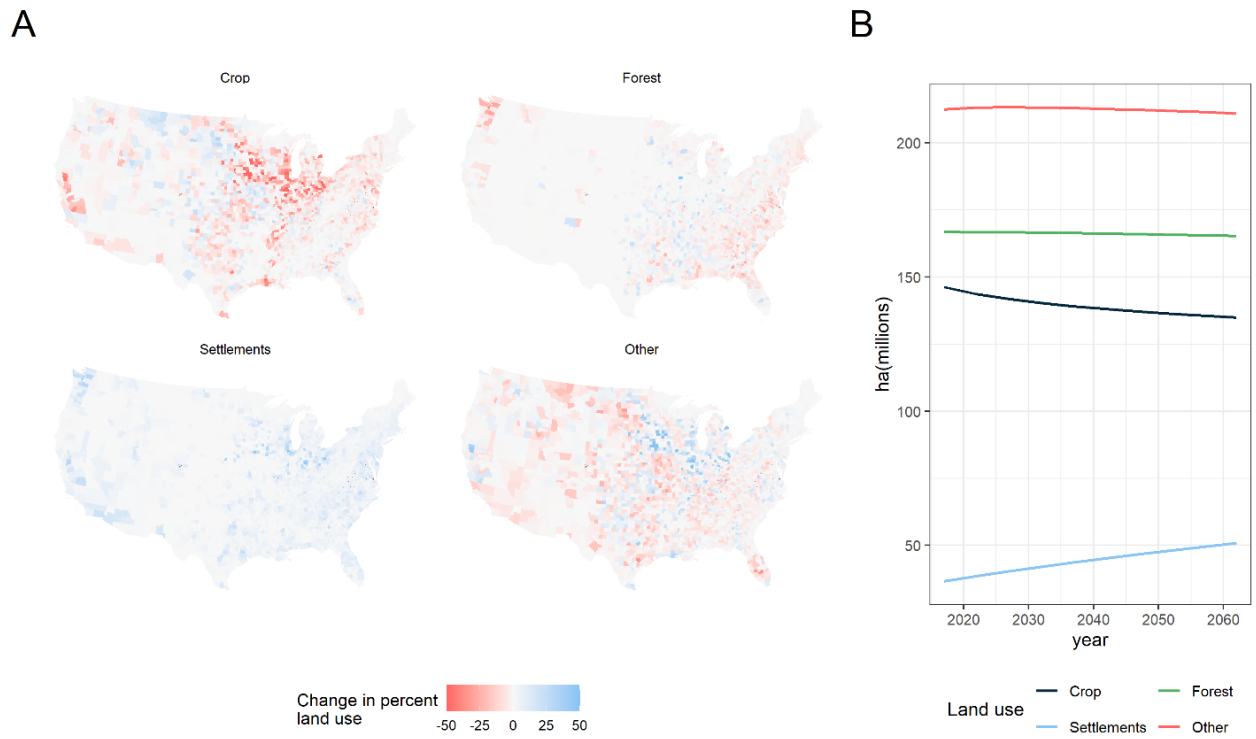 A
B
Crop
Forest
Settlements
Other
Change in percent
land use
-50 -25 0 25 50
ha(millions)
200
150
100
50
2020 2030 2040 2050 2060
year
Land use
Crop
Forest
Settlements
Other